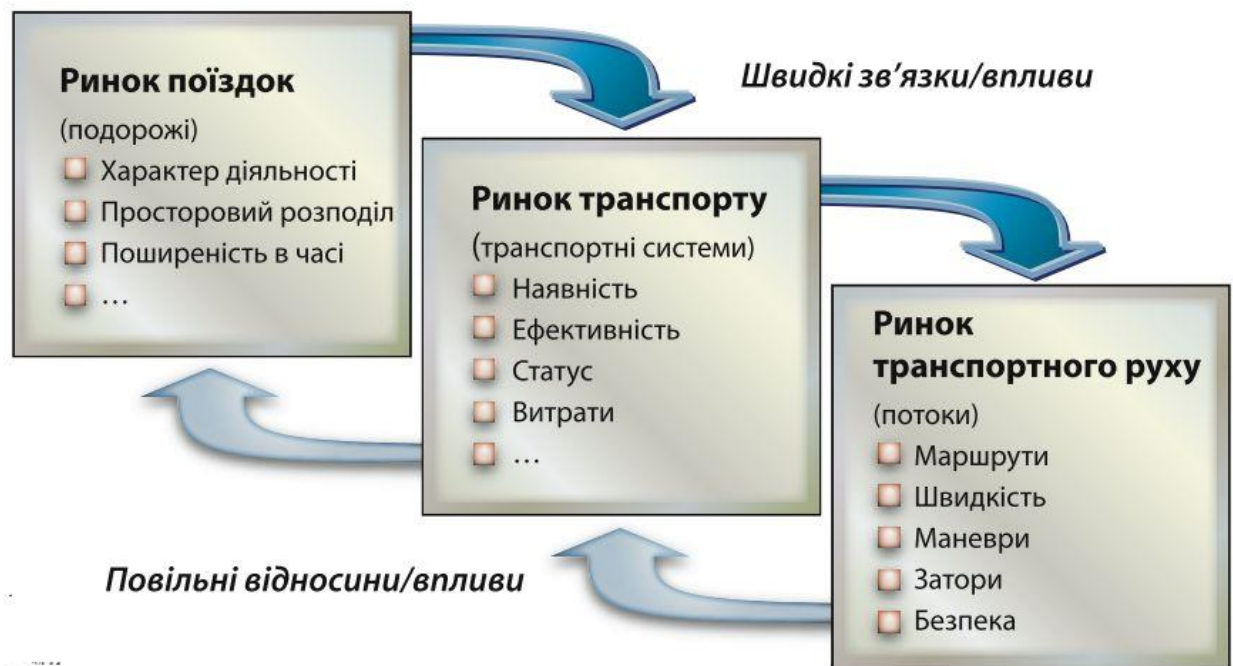 Ринок поїздок
(подорожі)
Характер діяльності
Просторовий розподіл
Поширеність в часі
…
Швидкі зв’язки/впливи
Ринок транспорту
(транспортні системи)
Наявність
Ефективність
Статус
Витрати
…
Ринок
транспортного руху
(потоки)
Маршрути
Швидкість
Маневри
Затори
Безпека
Повільні відносини/впливи